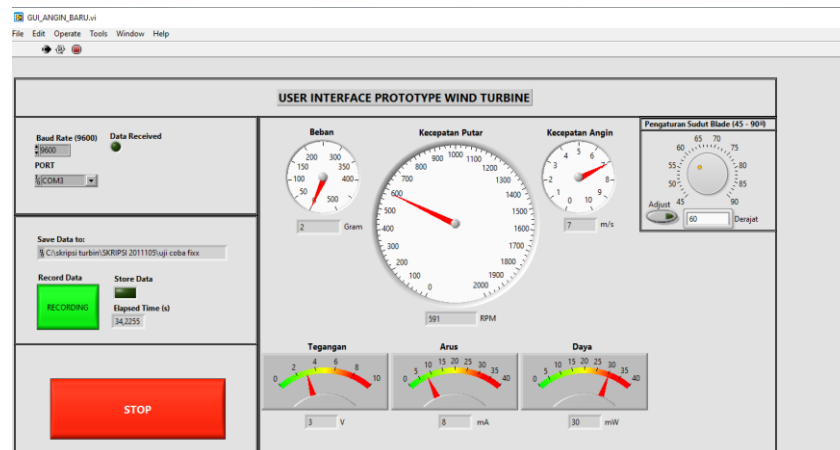 GUI_ANGIN_BARU.vi
File Edit Operate Tools Window Help
USER INTERFACE PROTOTYPE WIND TURBINE
Baud Rate (9600) Data Received
9600
PORT
COM3
Save Data to:
C:\skripsi turbin\SKRIPSI 2011105\uji coba fixx
Record Data Store Data
RECORDING
Elapsed Time (s)
34,2255
STOP
Beban
0 50 100 150 200 300 350 400 500
2 Gram
Kecepatan Putar
0 100 200 300 400 500 600 700 800 900 1000 1100 1200 1300 1400 1500 1600 1700 1800 1900 2000
591 RPM
Kecepatan Angin
0 1 2 3 4 5 6 7 8 9 10
7 m/s
Pengaturan Sudut Blade (45 - 90º)
45 50 55 60 65 70 75 80 85 90
Adjust
60 Derajat
Tegangan
0 2 4 6 8 10
3 V
Arus
0 5 10 15 20 25 30 35 40
8 mA
Daya
0 5 10 15 20 25 30 35 40
30 mW